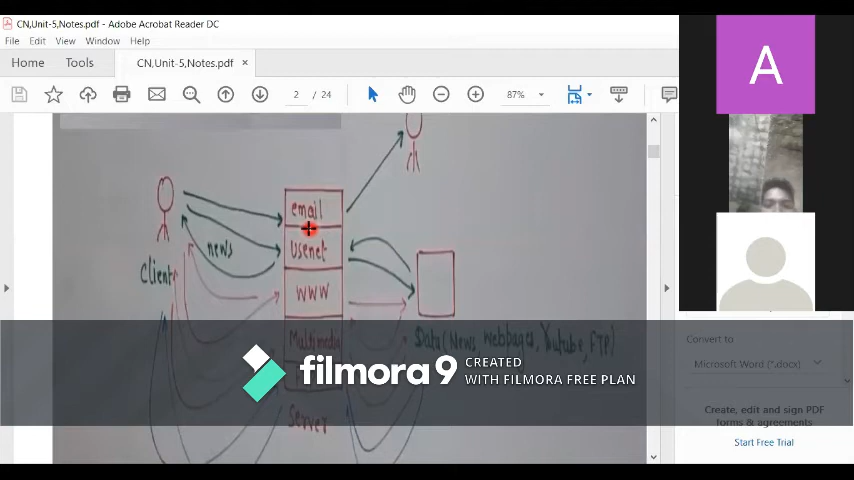 CN,Unit-5,Notes.pdf - Adobe Acrobat Reader DC
File Edit View Window Help
Home Tools CN,Unit-5,Notes.pdf ×
2 / 24 87%
A
email
news
Usenet
Client
WWW
Multimedia
Data (News, webpages, Youtube, FTP)
Server
filmora9 CREATED
WITH FILMORA FREE PLAN
Convert to
Microsoft Word (*.docx)
Create, edit and sign PDF
forms & agreements
Start Free Trial